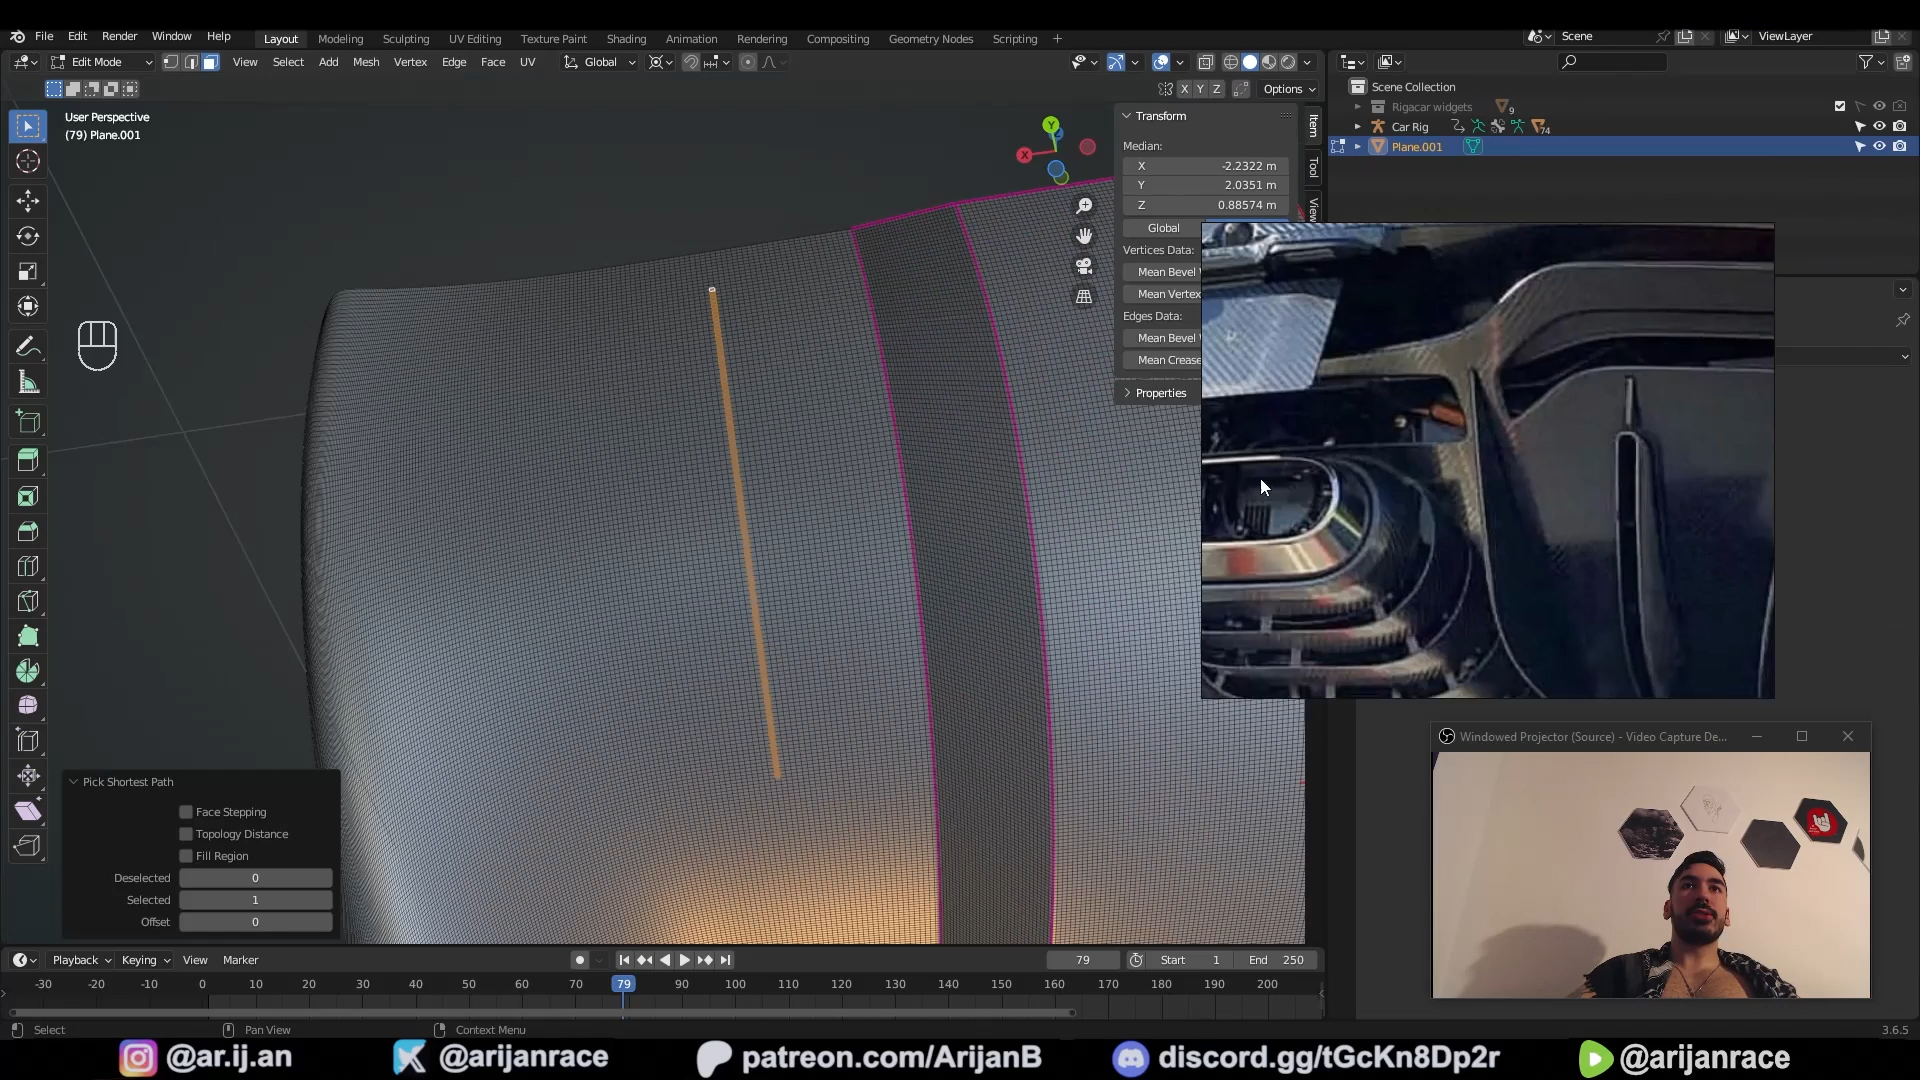 File Edit Render Window Help
Layout Modeling Sculpting UV Editing Texture Paint Shading Animation Rendering Compositing Geometry Nodes Scripting +
Scene
ViewLayer
Edit Mode View Select Add Mesh Vertex Edge Face UV
Global
X Y Z
Options
User Perspective
(79) Plane.001
Y
X
Transform
Median:
X -2.2322 m
Y 2.0351 m
Z 0.88574 m
Global
Vertices Data:
Mean Bevel
Mean Vertex
Edges Data:
Mean Bevel
Mean Crease
Properties
Item
Tool
View
Scene Collection
Rigacar widgets 9
Car Rig 74
Plane.001
Windowed Projector (Source) - Video Capture De...
Pick Shortest Path
Face Stepping
Topology Distance
Fill Region
Deselected 0
Selected 1
Offset 0
Playback Keying View Marker
79
Start 1
End 250
-30 -20 -10 0 10 20 30 40 50 60 70 79 90 100 110 120 130 140 150 160 170 180 190 200
Select
Pan View
Context Menu
3.6.5
@ar.ij.an
@arijanrace
patreon.com/ArijanB
discord.gg/tGcKn8Dp2r
@arijanrace